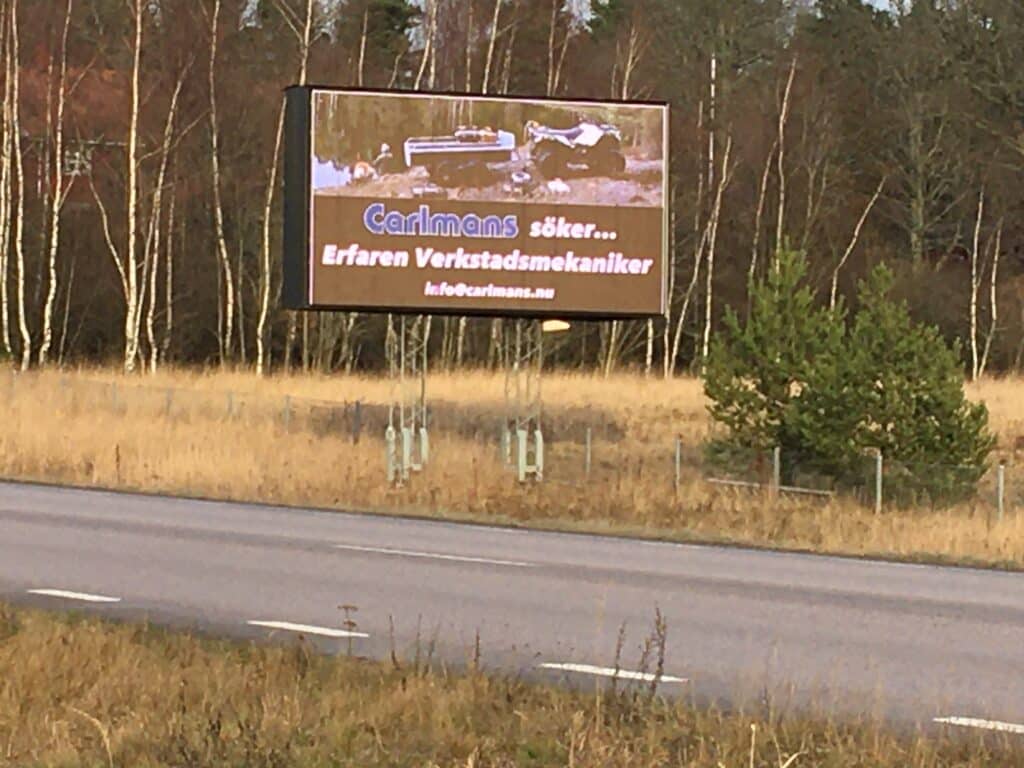 Carlmans söker...
Erfaren Verkstadsmekaniker
info@carlmans.nu